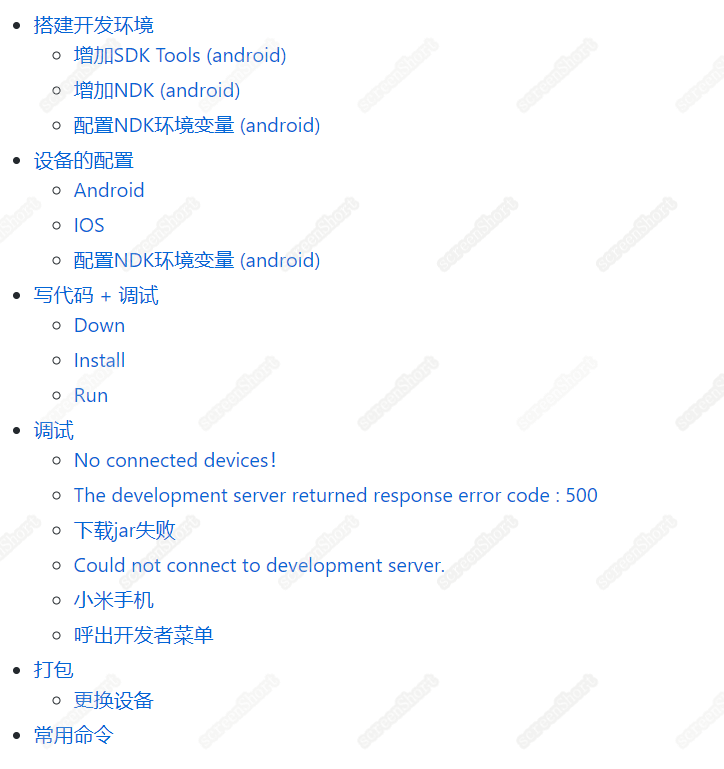 搭建开发环境
增加SDK Tools (android)
增加NDK (android)
配置NDK环境变量 (android)
设备的配置
Android
IOS
配置NDK环境变量 (android)
写代码 + 调试
Down
Install
Run
调试
No connected devices!
The development server returned response error code : 500
下载jar失败
Could not connect to development server.
小米手机
呼出开发者菜单
打包
更换设备
常用命令